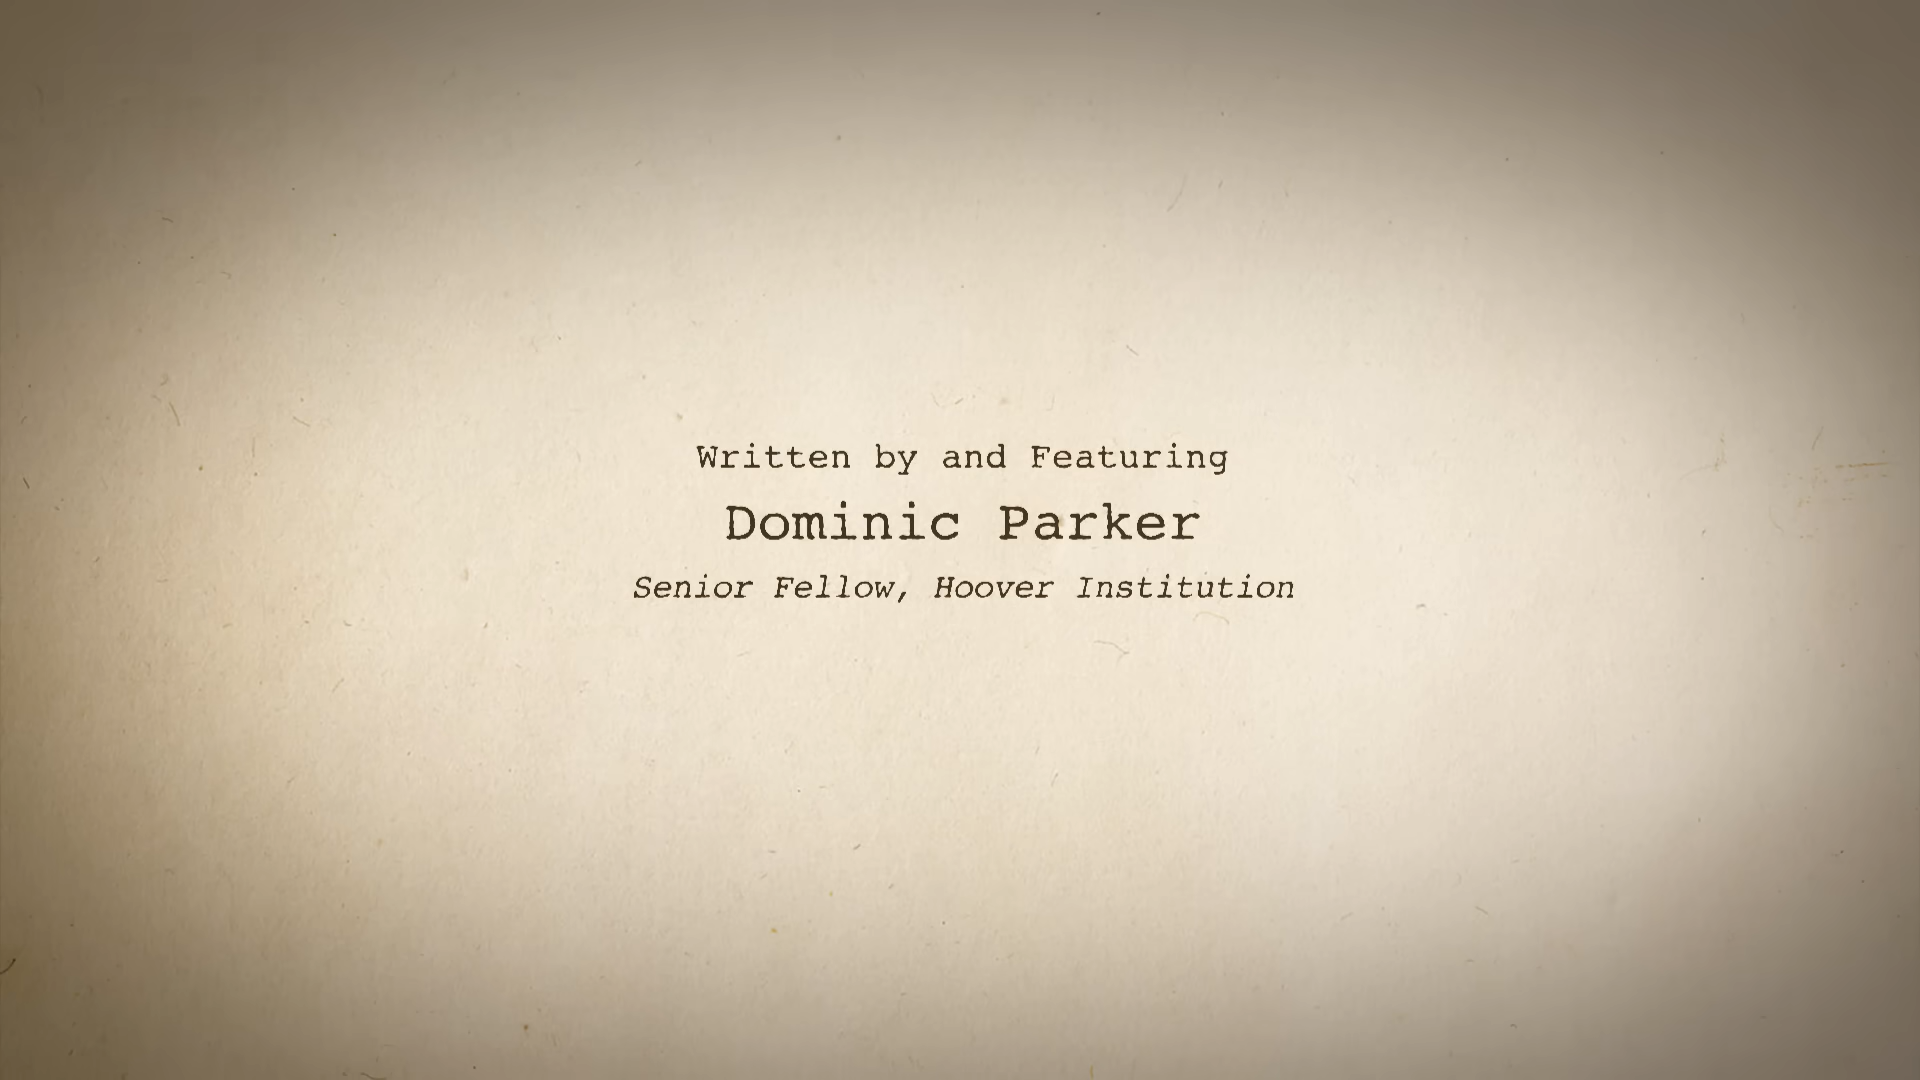 Written by and Featuring
Dominic Parker
Senior Fellow, Hoover Institution